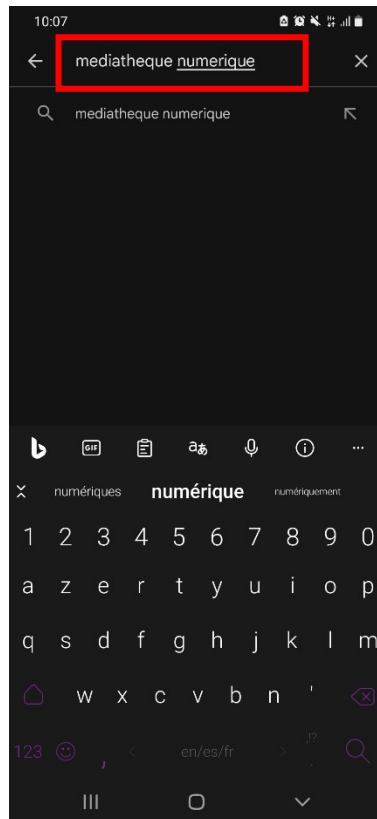 10:07
mediatheque numerique
mediatheque numerique
GIF aあ
numériques numérique numériquement
1 2 3 4 5 6 7 8 9 0
a z e r t y u i o p
q s d f g h j k l m
w x c v b n '
123 , < en/es/fr > ,!? .